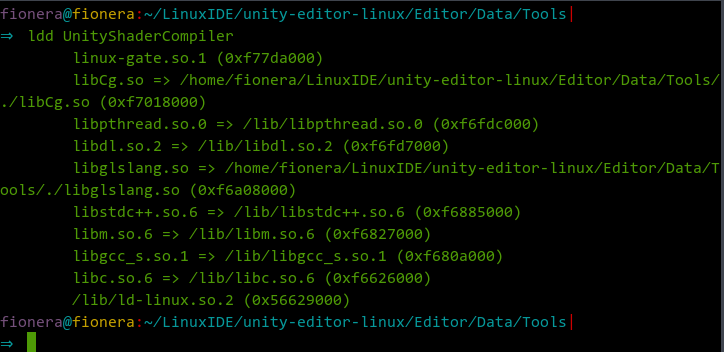 fionera@fionera:~/LinuxIDE/unity-editor-linux/Editor/Data/Tools|
⇒  ldd UnityShaderCompiler
linux-gate.so.1 (0xf77da000)
libCg.so => /home/fionera/LinuxIDE/unity-editor-linux/Editor/Data/Tools/
./libCg.so (0xf7018000)
libpthread.so.0 => /lib/libpthread.so.0 (0xf6fdc000)
libdl.so.2 => /lib/libdl.so.2 (0xf6fd7000)
libglslang.so => /home/fionera/LinuxIDE/unity-editor-linux/Editor/Data/T
ools/./libglslang.so (0xf6a08000)
libstdc++.so.6 => /lib/libstdc++.so.6 (0xf6885000)
libm.so.6 => /lib/libm.so.6 (0xf6827000)
libgcc_s.so.1 => /lib/libgcc_s.so.1 (0xf680a000)
libc.so.6 => /lib/libc.so.6 (0xf6626000)
/lib/ld-linux.so.2 (0x56629000)
fionera@fionera:~/LinuxIDE/unity-editor-linux/Editor/Data/Tools|
⇒